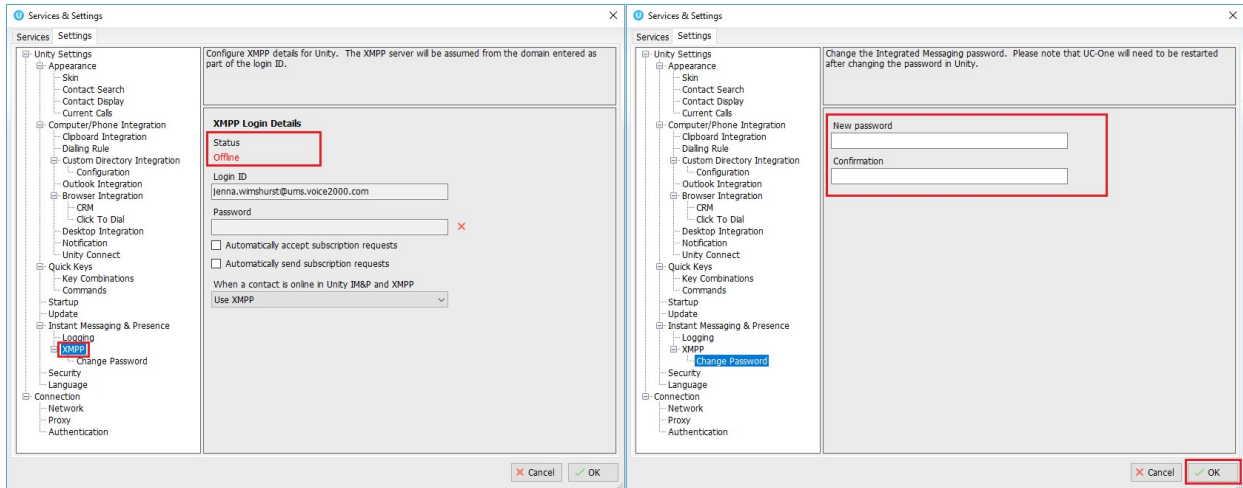 Services & Settings
Services Settings
Unity Settings
Appearance
Skin
Contact Search
Contact Display
Current Calls
Computer/Phone Integration
Clipboard Integration
Dialling Rule
Custom Directory Integration
Configuration
Outlook Integration
Browser Integration
CRM
Click To Dial
Desktop Integration
Notification
Unity Connect
Quick Keys
Key Combinations
Commands
Startup
Update
Instant Messaging & Presence
Logging
XMPP
Change Password
Security
Language
Connection
Network
Proxy
Authentication
Configure XMPP details for Unity. The XMPP server will be assumed from the domain entered as
part of the login ID.
XMPP Login Details
Status
Offline
Login ID
jenna.wimshurst@ums.voice2000.com
Password
Automatically accept subscription requests
Automatically send subscription requests
When a contact is online in Unity IM&P and XMPP
Use XMPP
Cancel OK
Services & Settings
Services Settings
Unity Settings
Appearance
Skin
Contact Search
Contact Display
Current Calls
Computer/Phone Integration
Clipboard Integration
Dialling Rule
Custom Directory Integration
Configuration
Outlook Integration
Browser Integration
CRM
Click To Dial
Desktop Integration
Notification
Unity Connect
Quick Keys
Key Combinations
Commands
Startup
Update
Instant Messaging & Presence
Logging
XMPP
Change Password
Security
Language
Connection
Network
Proxy
Authentication
Change the Integrated Messaging password. Please note that UC-One will need to be restarted
after changing the password in Unity.
New password
Confirmation
Cancel OK